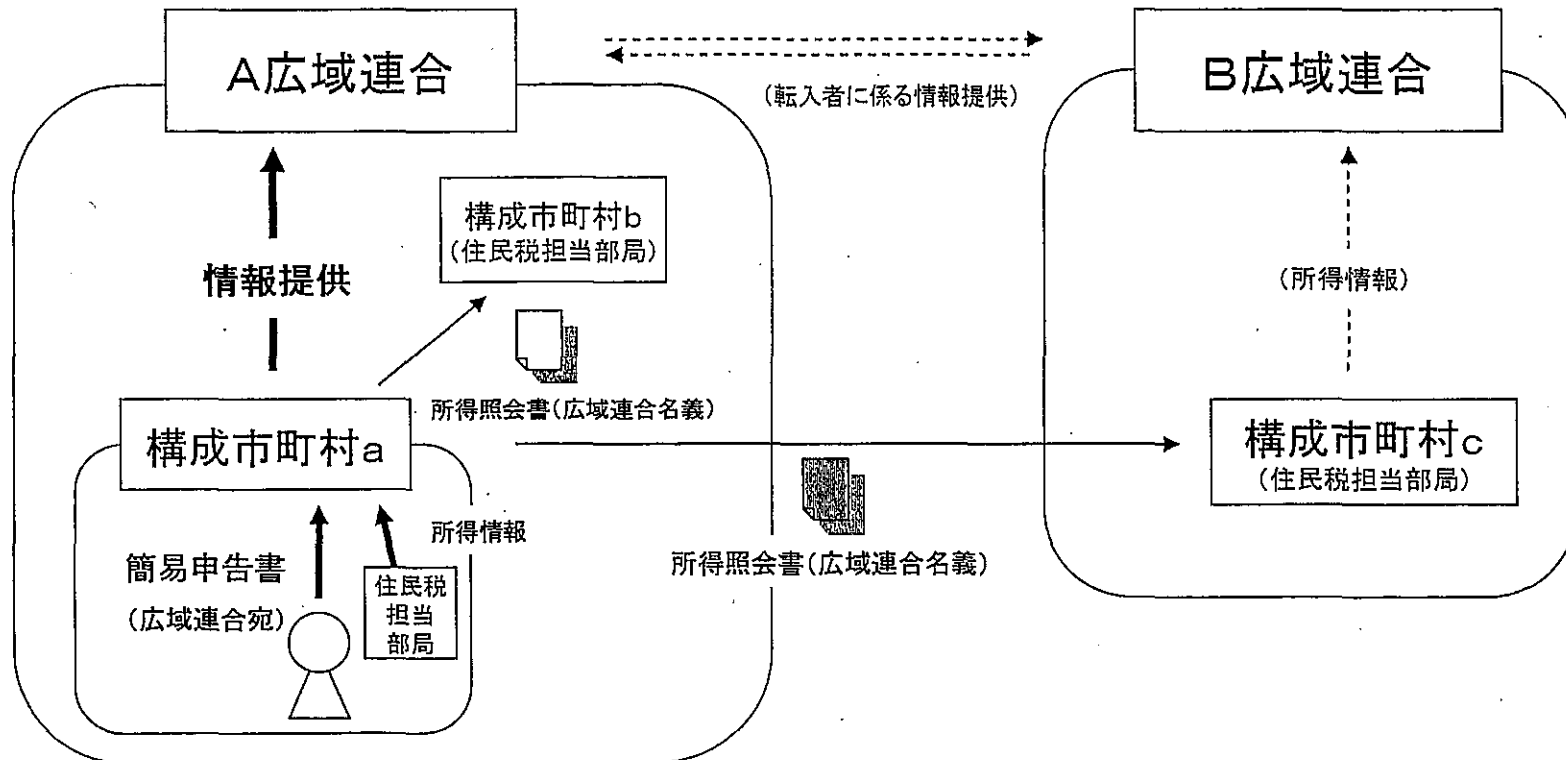 A広域連合
B広域連合
(転入者に係る情報提供)
構成市町村b
(住民税担当部局)
情報提供
(所得情報)
所得照会書(広域連合名義)
構成市町村a
構成市町村c
(住民税担当部局)
所得情報
所得照会書(広域連合名義)
簡易申告書
(広域連合宛)
住民税
担当
部局